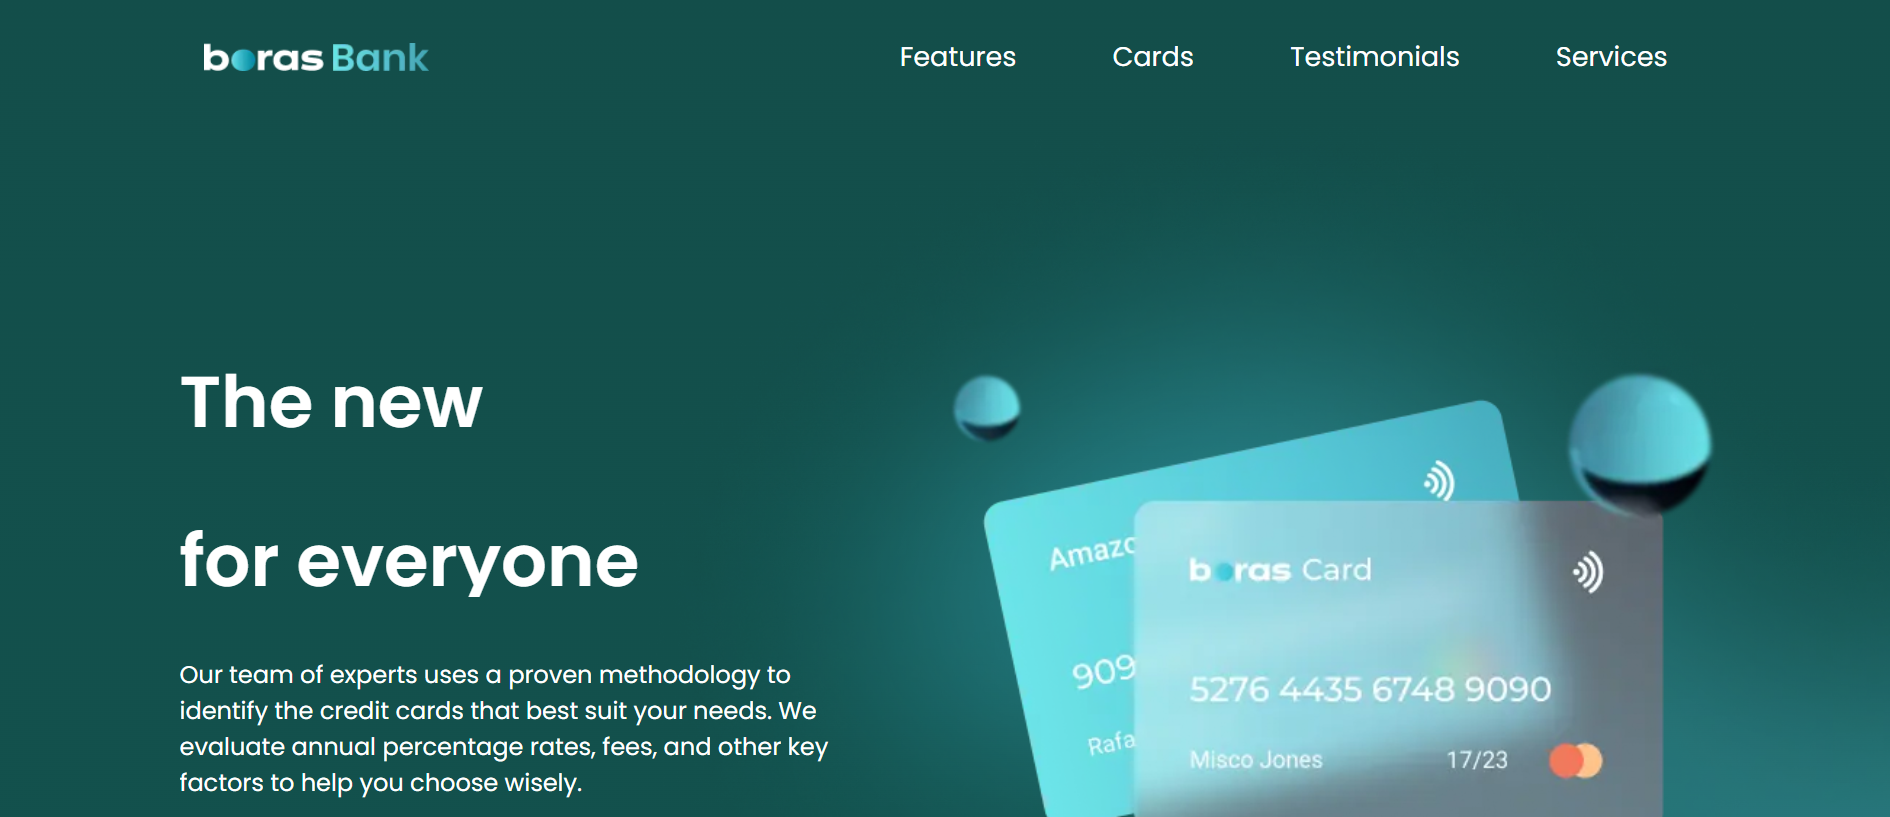 boras Bank
Features
Cards
Testimonials
Services
The new
for everyone
Our team of experts uses a proven methodology to
identify the credit cards that best suit your needs. We
evaluate annual percentage rates, fees, and other key
factors to help you choose wisely.
Amazo
909
Rafa
boras Card
5276 4435 6748 9090
Misco Jones
17/23